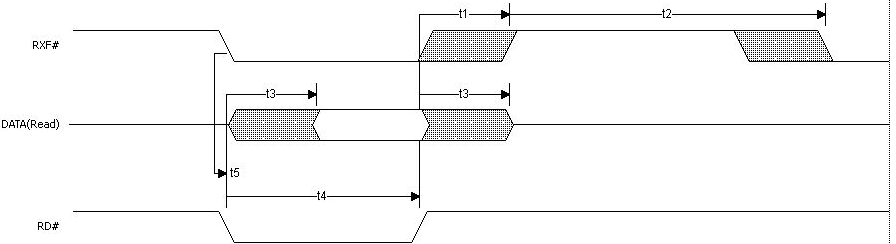 t1
t2
RXF#
t3
t3
DATA(Read)
t5
t4
RD#